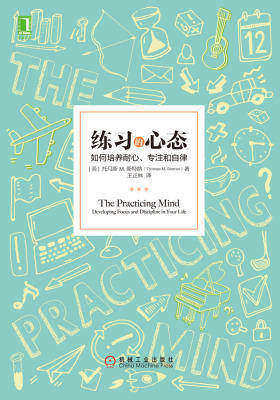 THE
12
练习的心态
如何培养耐心、专注和自律
[美] 托马斯 M. 斯特纳 (Thomas M. Sterner) 著
王正林 译
The Practicing Mind
Developing Focus and Discipline in Your Life
PRACTICING
MIND
机械工业出版社
China Machine Press